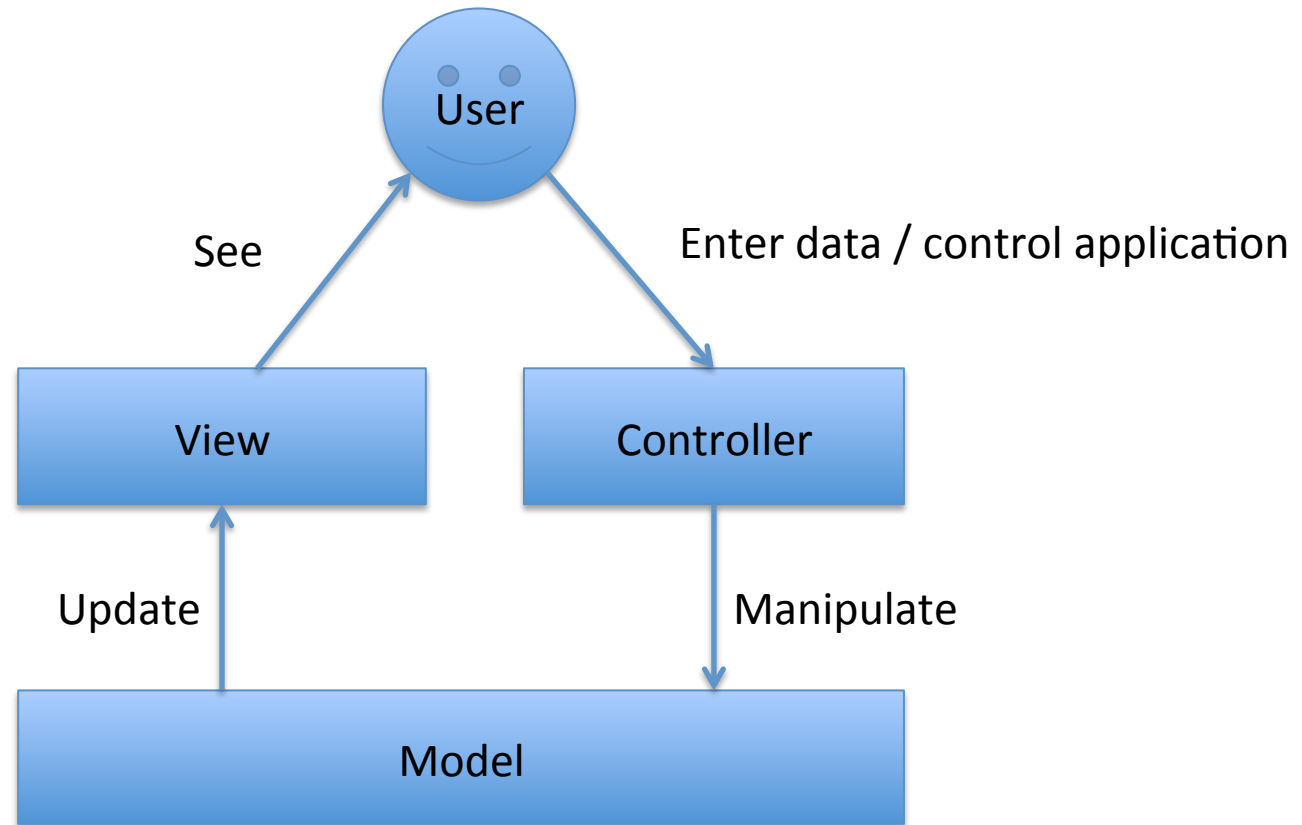 User
See
Enter data / control application
View
Controller
Update
Manipulate
Model